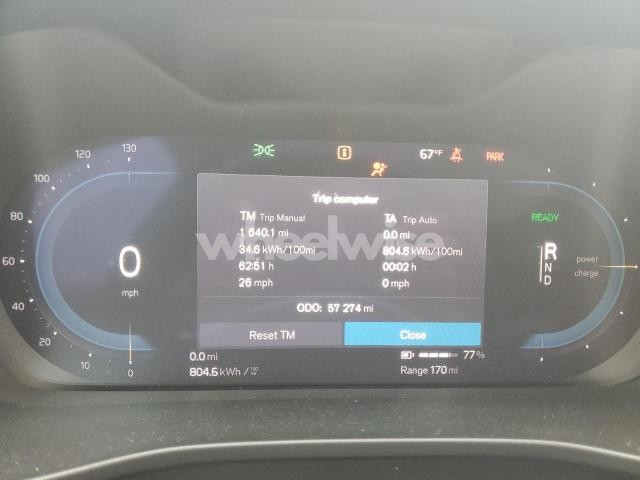 120
130
67°F
PARK
100
80
60
40
20
10
0
0
mph
Trip computer
TM Trip Manual
TA Trip Auto
1 640.1 mi
0.0 mi
34.6 kWh/100mi
804.6 kWh/100mi
62:51 h
00:02 h
26 mph
0 mph
ODO: 57 274 mi
Reset TM
Close
wheelwise
READY
R
N
D
power
charge
0.0 mi
804.6 kWh / 100 mi
77%
Range 170 mi